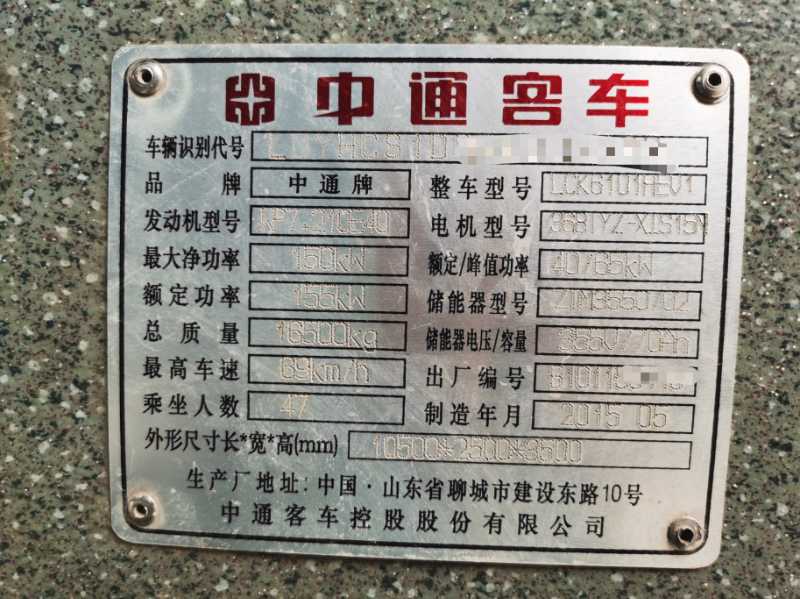 中通客车
车辆识别代号
品牌 中通牌 整车型号
发动机型号 电机型号
最大净功率 150kW 额定/峰值功率 40/65kW
额定功率 155kW 储能器型号
总质量 16500kg 储能器电压/容量
最高车速 69km/h 出厂编号
乘坐人数 47 制造年月 2015 05
外形尺寸长*宽*高(mm) 10500*2500*3500
生产厂地址:中国·山东省聊城市建设东路10号
中通客车控股股份有限公司